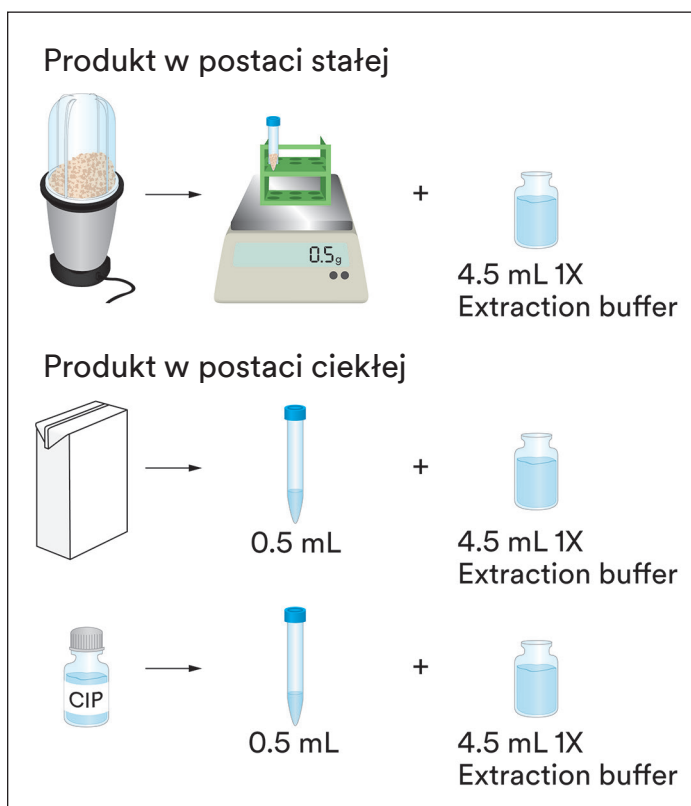 Produkt w postaci stałej
0.5g
+
4.5 mL 1X
Extraction buffer
Produkt w postaci ciekłej
+
0.5 mL
4.5 mL 1X
Extraction buffer
CIP
+
0.5 mL
4.5 mL 1X
Extraction buffer